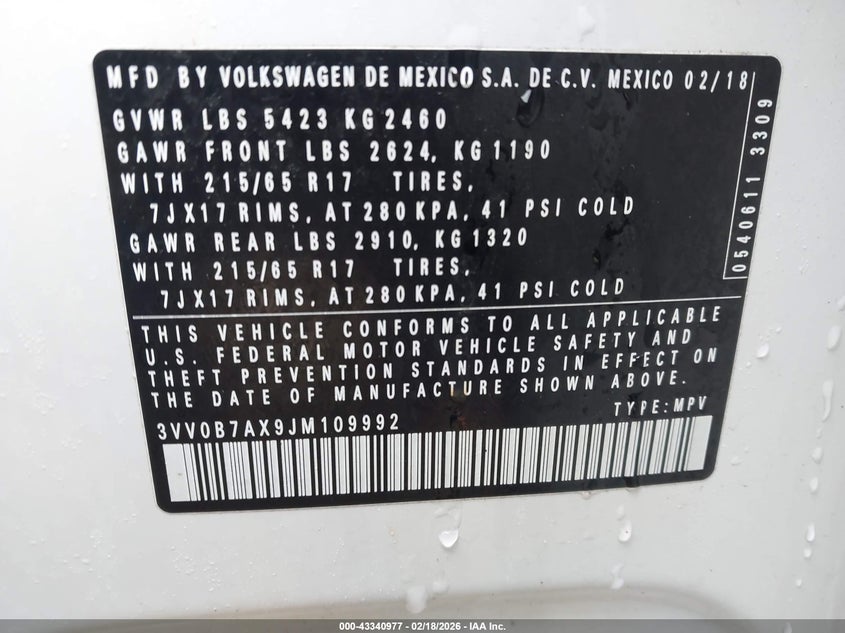 MFD BY VOLKSWAGEN DE MEXICO S.A. DE C.V. MEXICO 02/18
GVWR LBS 5423 KG 2460
GAWR FRONT LBS 2624, KG 1190
WITH 215/65 R17 TIRES,
7JX17 RIMS, AT 280 KPA, 41 PSI COLD
GAWR REAR LBS 2910, KG 1320
WITH 215/65 R17 TIRES,
7JX17 RIMS, AT 280 KPA, 41 PSI COLD
0540611 3309
THIS VEHICLE CONFORMS TO ALL APPLICABLE
U.S. FEDERAL MOTOR VEHICLE SAFETY AND
THEFT PREVENTION STANDARDS IN EFFECT ON
THE DATE OF MANUFACTURE SHOWN ABOVE.
TYPE: MPV
3VV0B7AX9JM109992
000-43340977 - 02/18/2026 - IAA Inc.